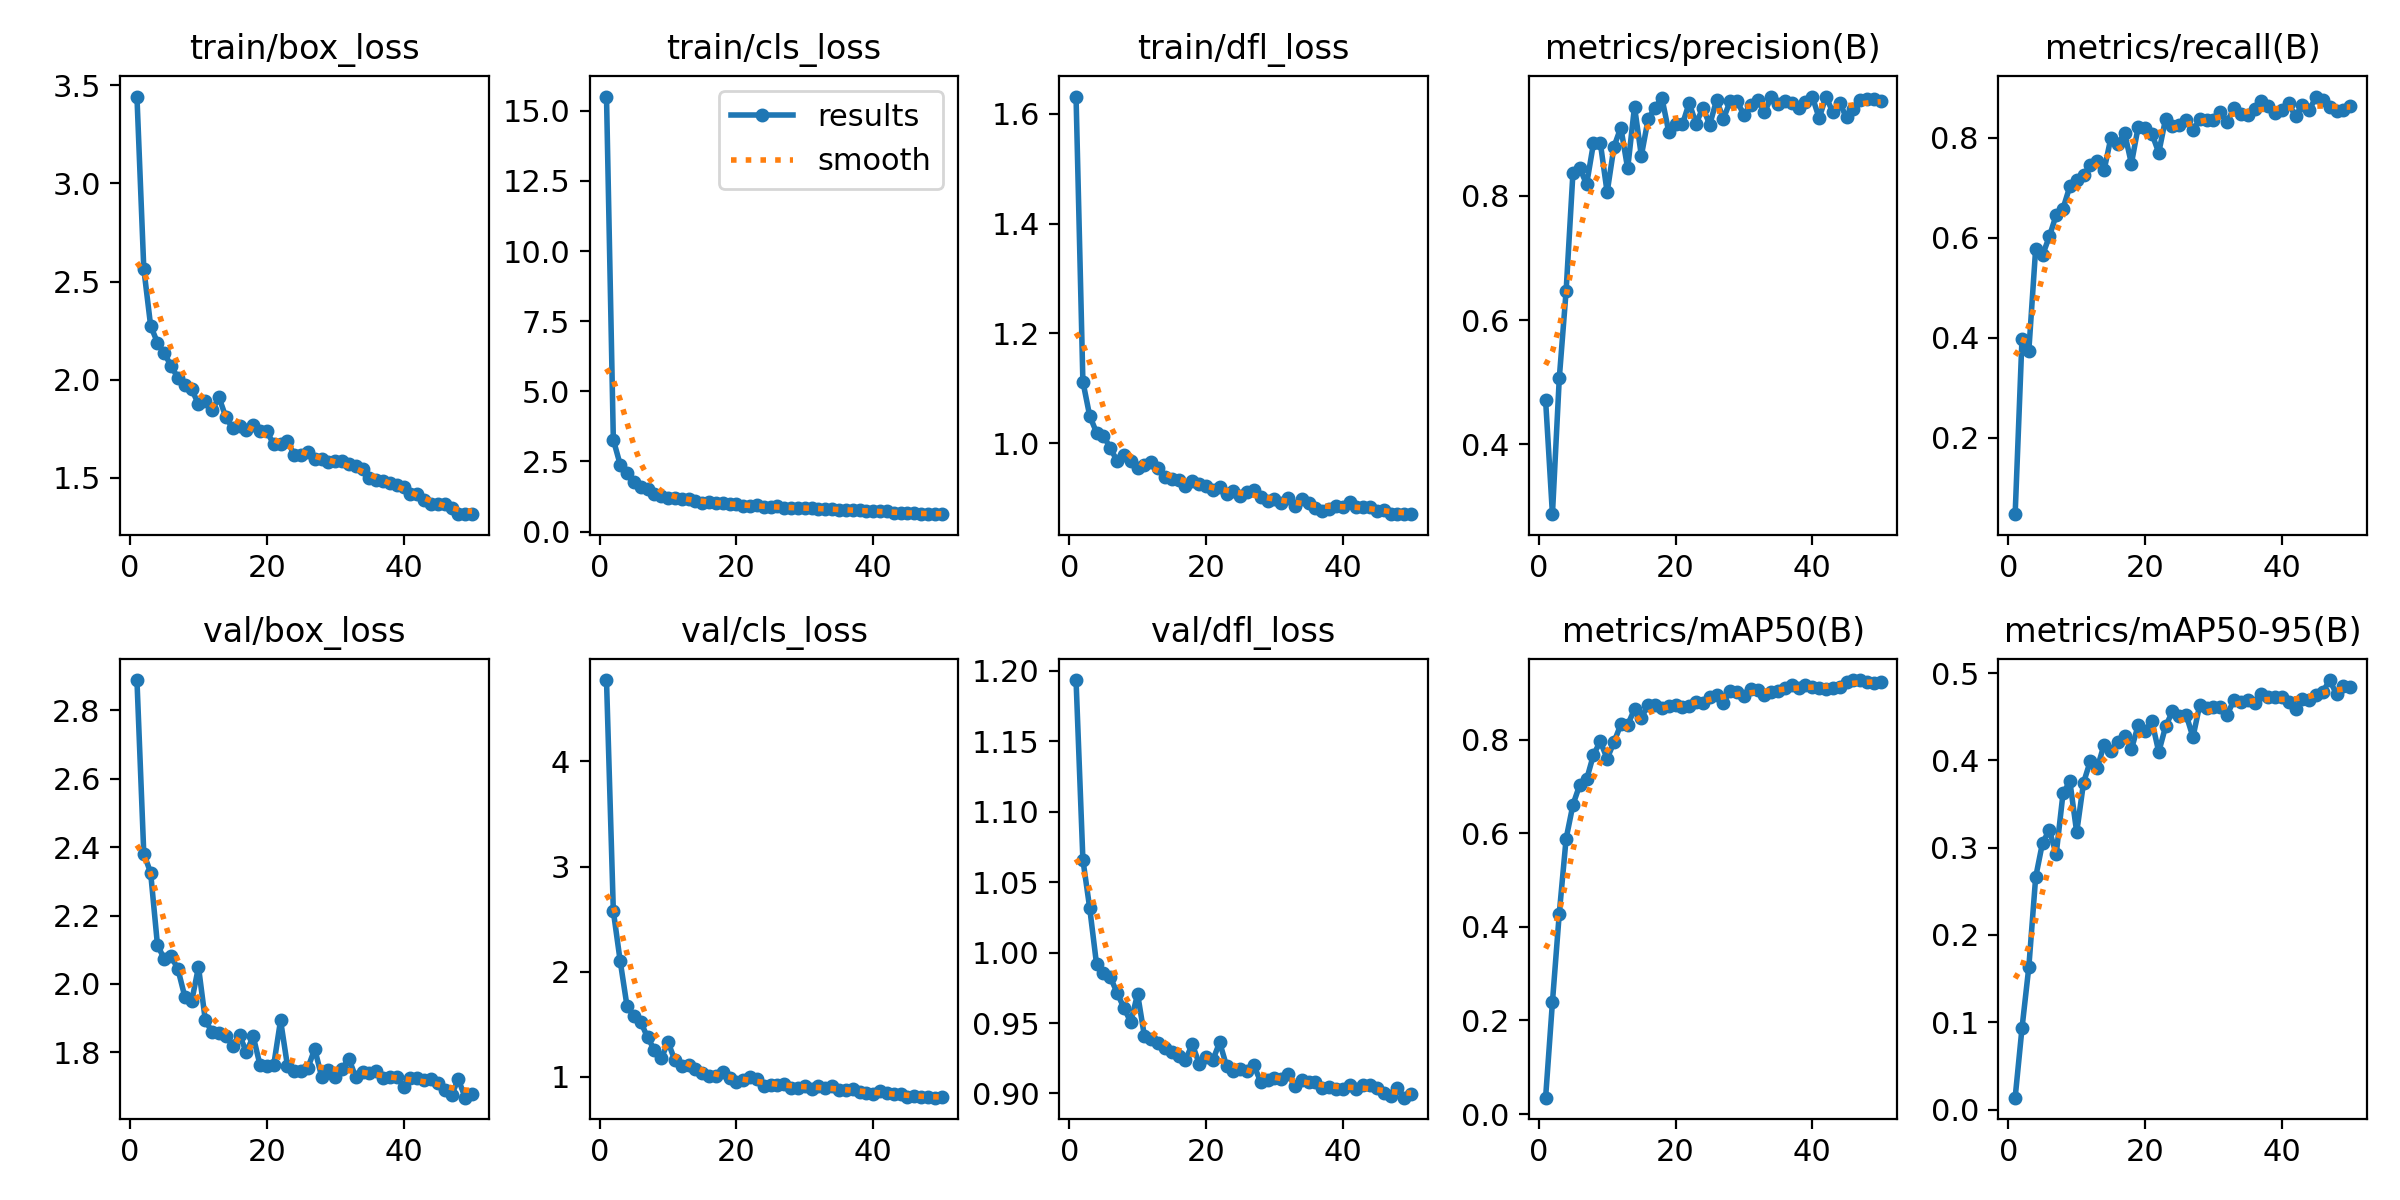 train/box_loss
3.5
3.0
2.5
2.0
1.5
0 20 40
train/cls_loss
results
smooth
15.0
12.5
10.0
7.5
5.0
2.5
0.0
0 20 40
train/dfl_loss
1.6
1.4
1.2
1.0
0 20 40
metrics/precision(B)
0.8
0.6
0.4
0 20 40
metrics/recall(B)
0.8
0.6
0.4
0.2
0 20 40
val/box_loss
2.8
2.6
2.4
2.2
2.0
1.8
0 20 40
val/cls_loss
4
3
2
1
0 20 40
val/dfl_loss
1.20
1.15
1.10
1.05
1.00
0.95
0.90
0 20 40
metrics/mAP50(B)
0.8
0.6
0.4
0.2
0.0
0 20 40
metrics/mAP50-95(B)
0.5
0.4
0.3
0.2
0.1
0.0
0 20 40